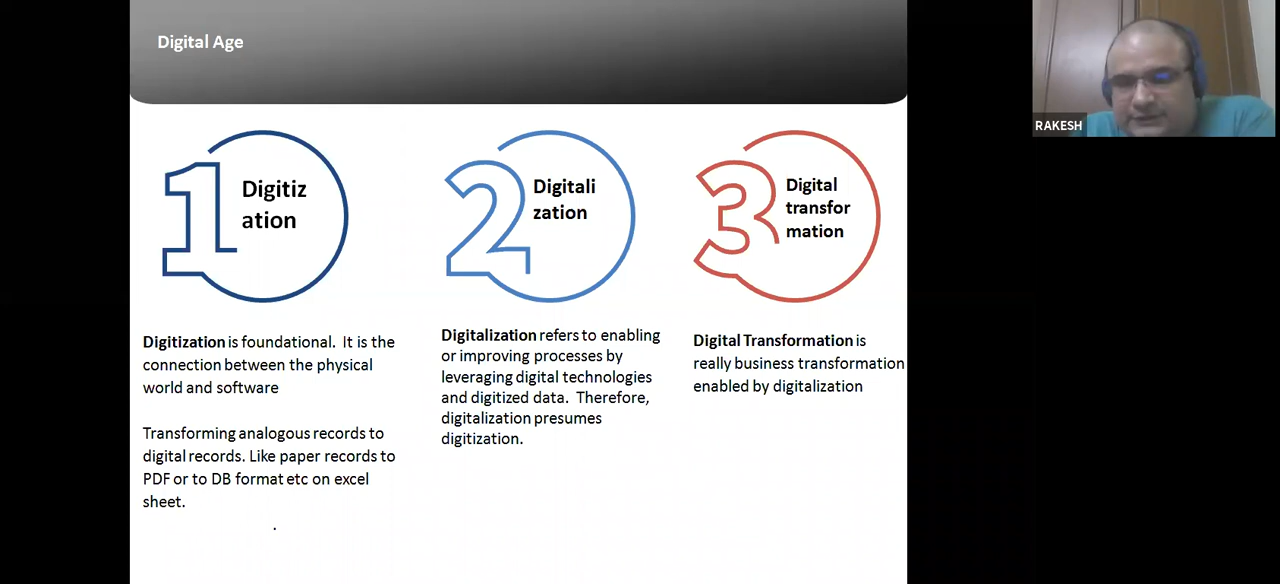 Digital Age
1
Digitiz
ation
2
Digitali
zation
3
Digital
transfor
mation
Digitization is foundational.  It is the
connection between the physical
world and software
Transforming analogous records to
digital records. Like paper records to
PDF or to DB format etc on excel
sheet.
.
Digitalization refers to enabling
or improving processes by
leveraging digital technologies
and digitized data.  Therefore,
digitalization presumes
digitization.
Digital Transformation is
really business transformation
enabled by digitalization
RAKESH